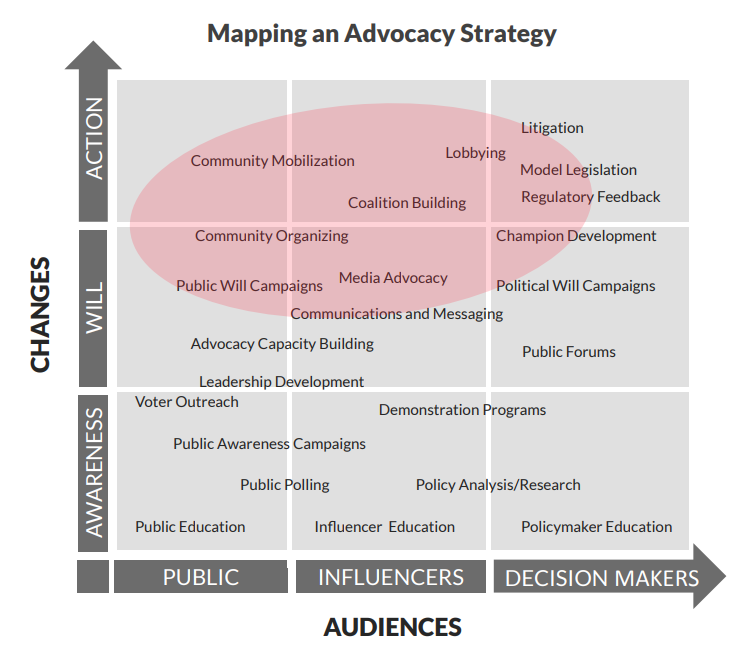 Mapping an Advocacy Strategy
CHANGES
ACTION
Litigation
Lobbying
Community Mobilization
Model Legislation
Regulatory Feedback
Coalition Building
WILL
Community Organizing
Champion Development
Media Advocacy
Public Will Campaigns
Political Will Campaigns
Communications and Messaging
Advocacy Capacity Building
Public Forums
Leadership Development
AWARENESS
Voter Outreach
Demonstration Programs
Public Awareness Campaigns
Public Polling
Policy Analysis/Research
Public Education
Influencer Education
Policymaker Education
PUBLIC
INFLUENCERS
DECISION MAKERS
AUDIENCES